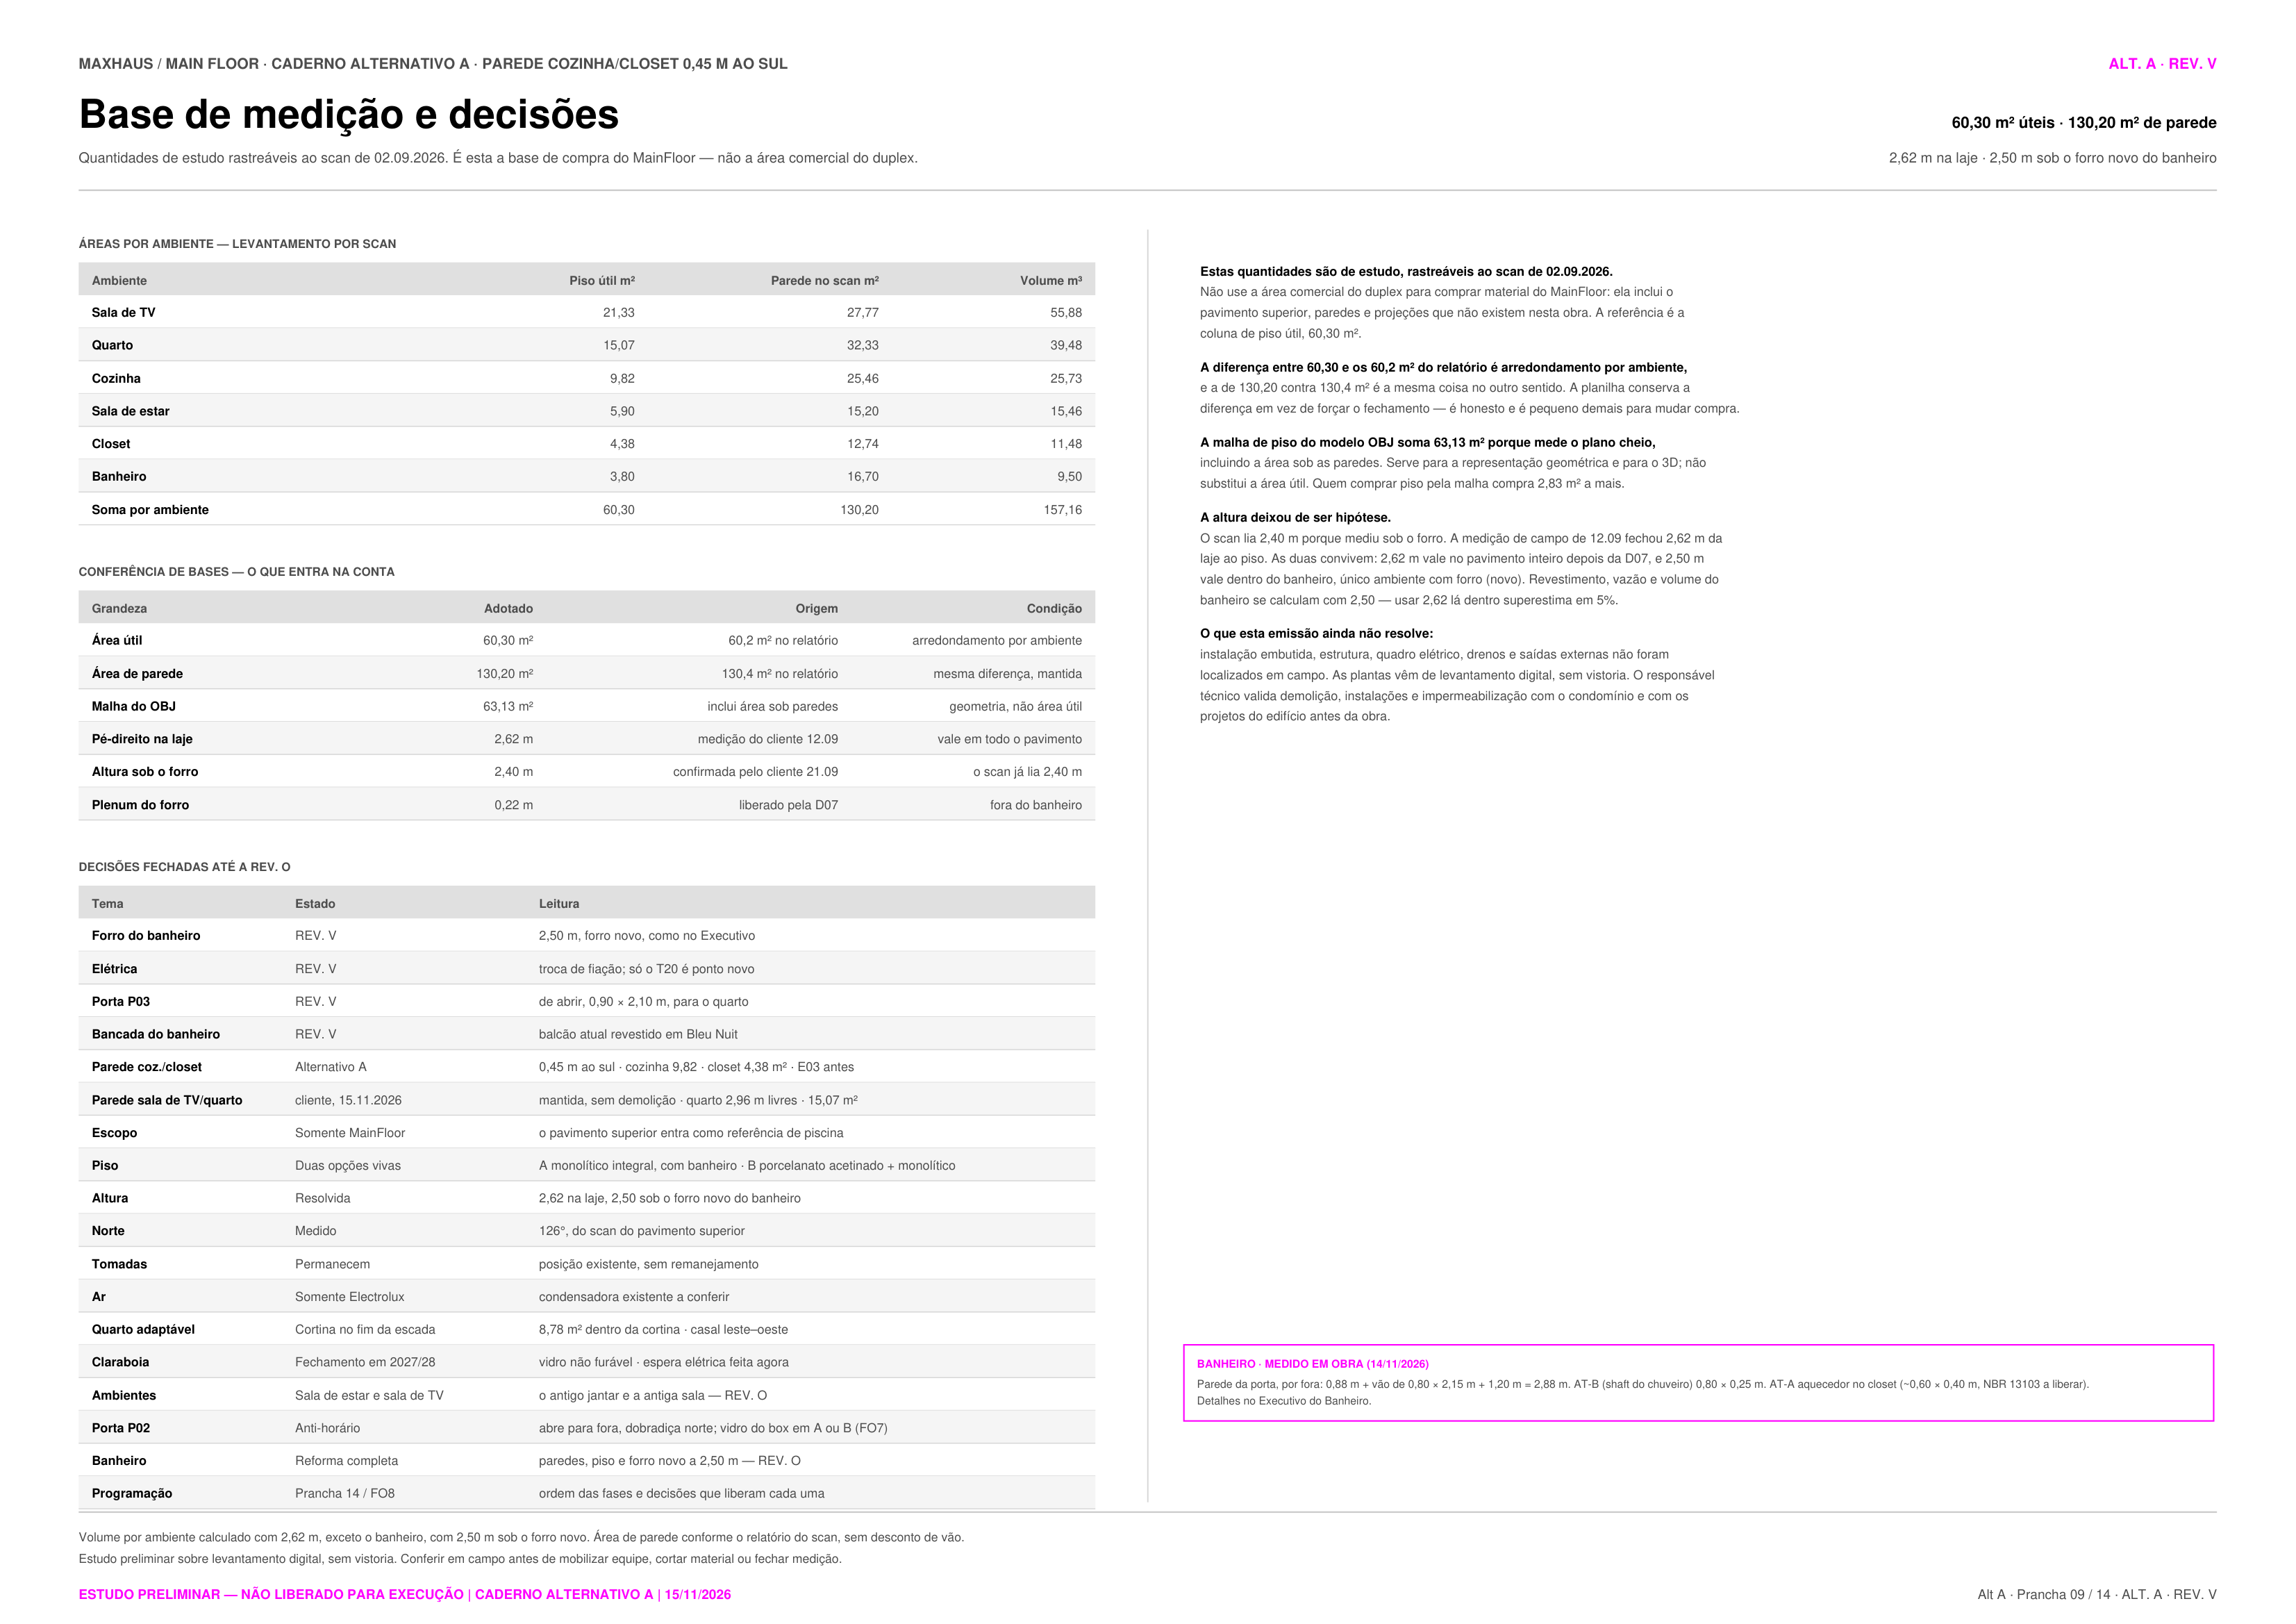 MAXHAUS / MAIN FLOOR · CADERNO ALTERNATIVO A · PAREDE COZINHA/CLOSET 0,45 M AO SUL
ALT. A · REV. V
Base de medição e decisões
60,30 m² úteis · 130,20 m² de parede
Quantidades de estudo rastreáveis ao scan de 02.09.2026. É esta a base de compra do MainFloor — não a área comercial do duplex.
2,62 m na laje · 2,50 m sob o forro novo do banheiro
ÁREAS POR AMBIENTE — LEVANTAMENTO POR SCAN
Ambiente Piso útil m² Parede no scan m² Volume m³
Sala de TV 21,33 27,77 55,88
Quarto 15,07 32,33 39,48
Cozinha 9,82 25,46 25,73
Sala de estar 5,90 15,20 15,46
Closet 4,38 12,74 11,48
Banheiro 3,80 16,70 9,50
Soma por ambiente 60,30 130,20 157,16
CONFERÊNCIA DE BASES — O QUE ENTRA NA CONTA
Grandeza Adotado Origem Condição
Área útil 60,30 m² 60,2 m² no relatório arredondamento por ambiente
Área de parede 130,20 m² 130,4 m² no relatório mesma diferença, mantida
Malha do OBJ 63,13 m² inclui área sob paredes geometria, não área útil
Pé-direito na laje 2,62 m medição do cliente 12.09 vale em todo o pavimento
Altura sob o forro 2,40 m confirmada pelo cliente 21.09 o scan já lia 2,40 m
Plenum do forro 0,22 m liberado pela D07 fora do banheiro
DECISÕES FECHADAS ATÉ A REV. O
Tema Estado Leitura
Forro do banheiro REV. V 2,50 m, forro novo, como no Executivo
Elétrica REV. V troca de fiação; só o T20 é ponto novo
Porta P03 REV. V de abrir, 0,90 × 2,10 m, para o quarto
Bancada do banheiro REV. V balcão atual revestido em Bleu Nuit
Parede coz./closet Alternativo A 0,45 m ao sul · cozinha 9,82 · closet 4,38 m² · E03 antes
Parede sala de TV/quarto cliente, 15.11.2026 mantida, sem demolição · quarto 2,96 m livres · 15,07 m²
Escopo Somente MainFloor o pavimento superior entra como referência de piscina
Piso Duas opções vivas A monolítico integral, com banheiro · B porcelanato acetinado + monolítico
Altura Resolvida 2,62 na laje, 2,50 sob o forro novo do banheiro
Norte Medido 126°, do scan do pavimento superior
Tomadas Permanecem posição existente, sem remanejamento
Ar Somente Electrolux condensadora existente a conferir
Quarto adaptável Cortina no fim da escada 8,78 m² dentro da cortina · casal leste–oeste
Claraboia Fechamento em 2027/28 vidro não furável · espera elétrica feita agora
Ambientes Sala de estar e sala de TV o antigo jantar e a antiga sala — REV. O
Porta P02 Anti-horário abre para fora, dobradiça norte; vidro do box em A ou B (FO7)
Banheiro Reforma completa paredes, piso e forro novo a 2,50 m — REV. O
Programação Prancha 14 / FO8 ordem das fases e decisões que liberam cada uma
Estas quantidades são de estudo, rastreáveis ao scan de 02.09.2026.
Não use a área comercial do duplex para comprar material do MainFloor: ela inclui o
pavimento superior, paredes e projeções que não existem nesta obra. A referência é a
coluna de piso útil, 60,30 m².
A diferença entre 60,30 e os 60,2 m² do relatório é arredondamento por ambiente,
e a de 130,20 contra 130,4 m² é a mesma coisa no outro sentido. A planilha conserva a
diferença em vez de forçar o fechamento — é honesto e é pequeno demais para mudar compra.
A malha de piso do modelo OBJ soma 63,13 m² porque mede o plano cheio,
incluindo a área sob as paredes. Serve para a representação geométrica e para o 3D; não
substitui a área útil. Quem comprar piso pela malha compra 2,83 m² a mais.
A altura deixou de ser hipótese.
O scan lia 2,40 m porque mediu sob o forro. A medição de campo de 12.09 fechou 2,62 m da
laje ao piso. As duas convivem: 2,62 m vale no pavimento inteiro depois da D07, e 2,50 m
vale dentro do banheiro, único ambiente com forro (novo). Revestimento, vazão e volume do
banheiro se calculam com 2,50 — usar 2,62 lá dentro superestima em 5%.
O que esta emissão ainda não resolve:
instalação embutida, estrutura, quadro elétrico, drenos e saídas externas não foram
localizados em campo. As plantas vêm de levantamento digital, sem vistoria. O responsável
técnico valida demolição, instalações e impermeabilização com o condomínio e com os
projetos do edifício antes da obra.
BANHEIRO · MEDIDO EM OBRA (14/11/2026)
Parede da porta, por fora: 0,88 m + vão de 0,80 × 2,15 m + 1,20 m = 2,88 m. AT-B (shaft do chuveiro) 0,80 × 0,25 m. AT-A aquecedor no closet (~0,60 × 0,40 m, NBR 13103 a liberar).
Detalhes no Executivo do Banheiro.
Volume por ambiente calculado com 2,62 m, exceto o banheiro, com 2,50 m sob o forro novo. Área de parede conforme o relatório do scan, sem desconto de vão.
Estudo preliminar sobre levantamento digital, sem vistoria. Conferir em campo antes de mobilizar equipe, cortar material ou fechar medição.
ESTUDO PRELIMINAR — NÃO LIBERADO PARA EXECUÇÃO | CADERNO ALTERNATIVO A | 15/11/2026
Alt A · Prancha 09 / 14 · ALT. A · REV. V